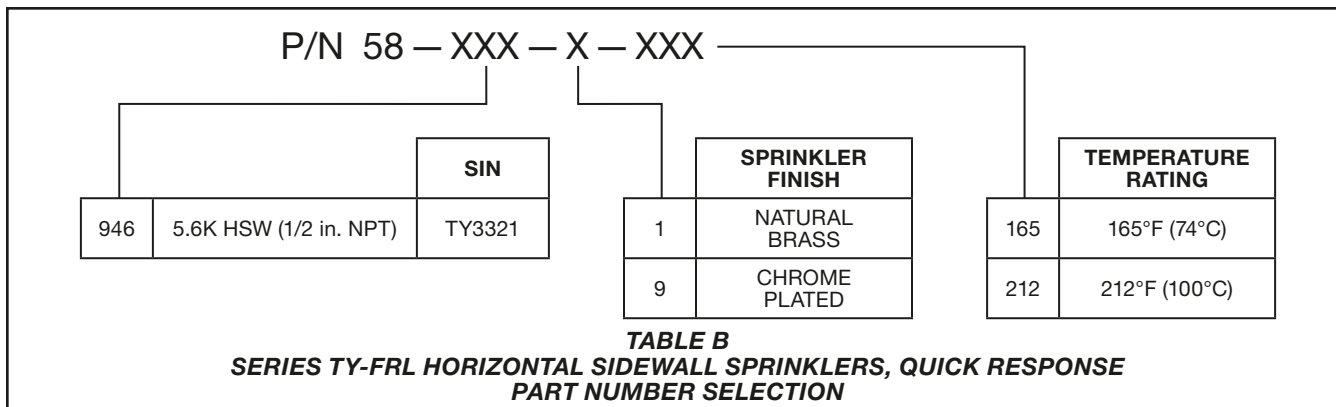 P/N 58 — XXX — X — XXX
SIN
946 5.6K HSW (1/2 in. NPT) TY3321
SPRINKLER
FINISH
1 NATURAL
BRASS
9 CHROME
PLATED
TEMPERATURE
RATING
165 165°F (74°C)
212 212°F (100°C)
TABLE B
SERIES TY-FRL HORIZONTAL SIDEWALL SPRINKLERS, QUICK RESPONSE
PART NUMBER SELECTION